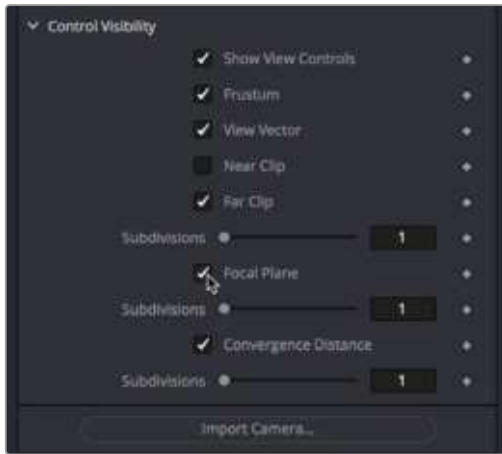 Control Visibility
Show View Controls
Frustum
View Vector
Near Clip
Far Clip
Subdivisions 1
Focal Plane
Subdivisions 1
Convergence Distance
Subdivisions 1
Import Camera...